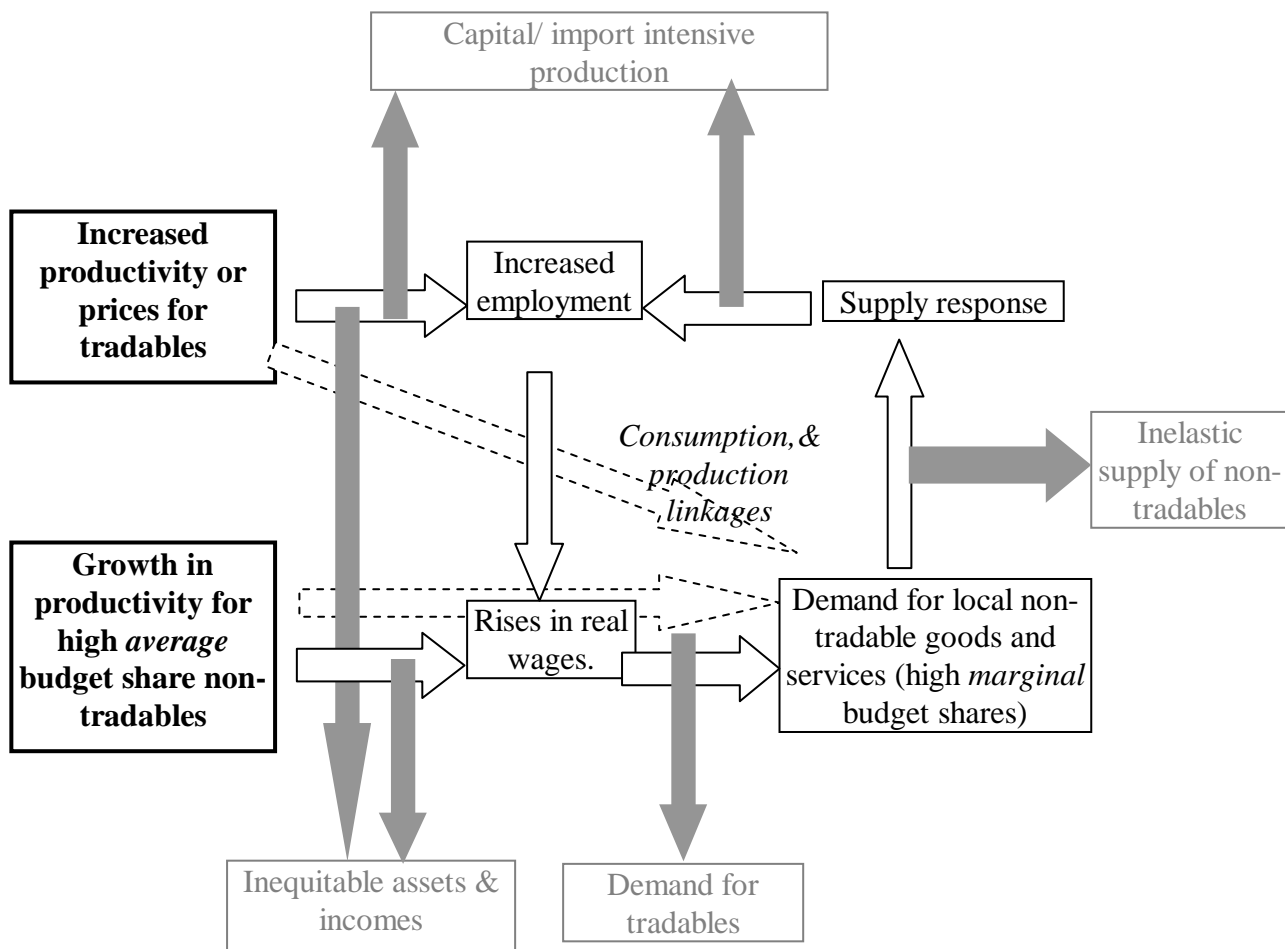 Capital/ import intensive
production
Increased
productivity or
prices for
tradables
Increased
employment
Supply response
Consumption,&
production
linkages
Inelastic
supply of non-
tradables
Growth in
productivity for
high average
budget share non-
tradables
Rises in real
wages.
Demand for local non-
tradable goods and
services (high marginal
budget shares)
Inequitable assets &
incomes
Demand for
tradables